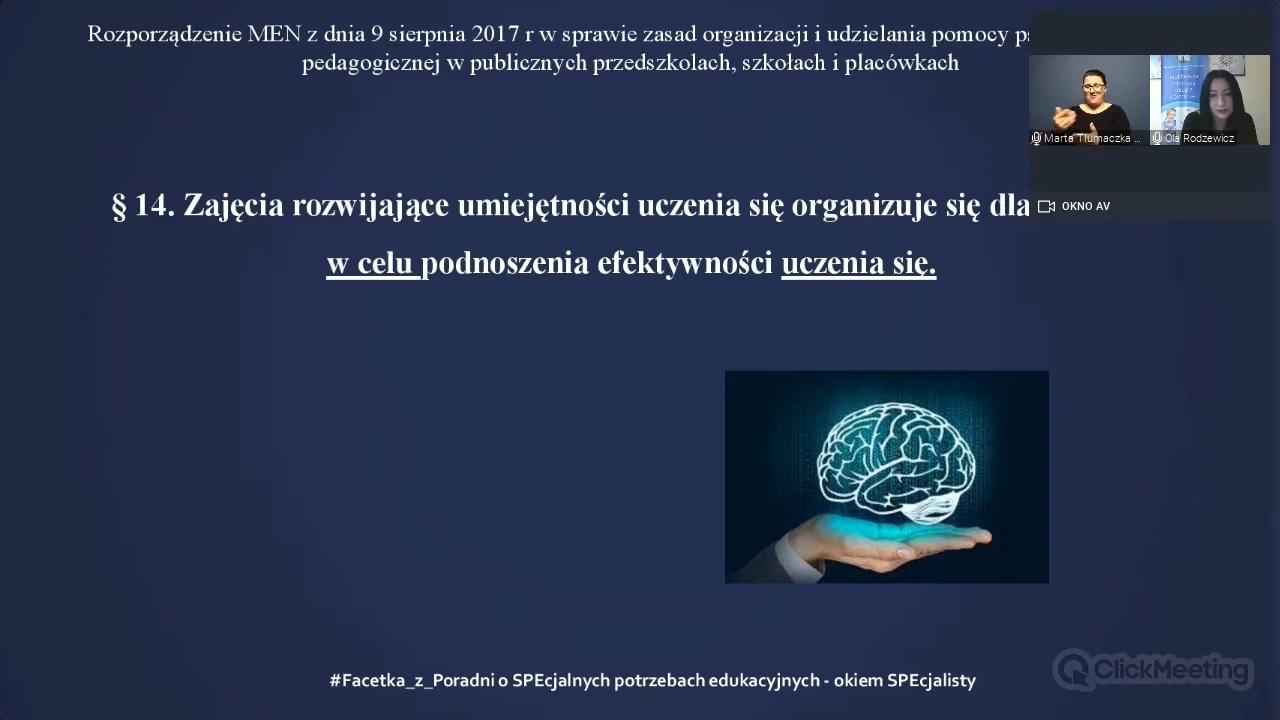 Rozporządzenie MEN z dnia 9 sierpnia 2017 r w sprawie zasad organizacji i udzielania pomocy
pedagogicznej w publicznych przedszkolach, szkołach i placówkach
Marta Tłumaczka ...
Ola Rodzewicz
OKNO AV
§ 14. Zajęcia rozwijające umiejętności uczenia się organizuje się dla
w celu podnoszenia efektywności uczenia się.
ClickMeeting
#Facetka_z_Poradni o SPEcjalnych potrzebach edukacyjnych - okiem SPEcjalisty